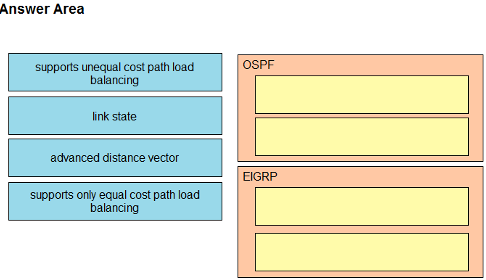 Answer Area
supports unequal cost path load
balancing
link state
advanced distance vector
supports only equal cost path load
balancing
OSPF
EIGRP